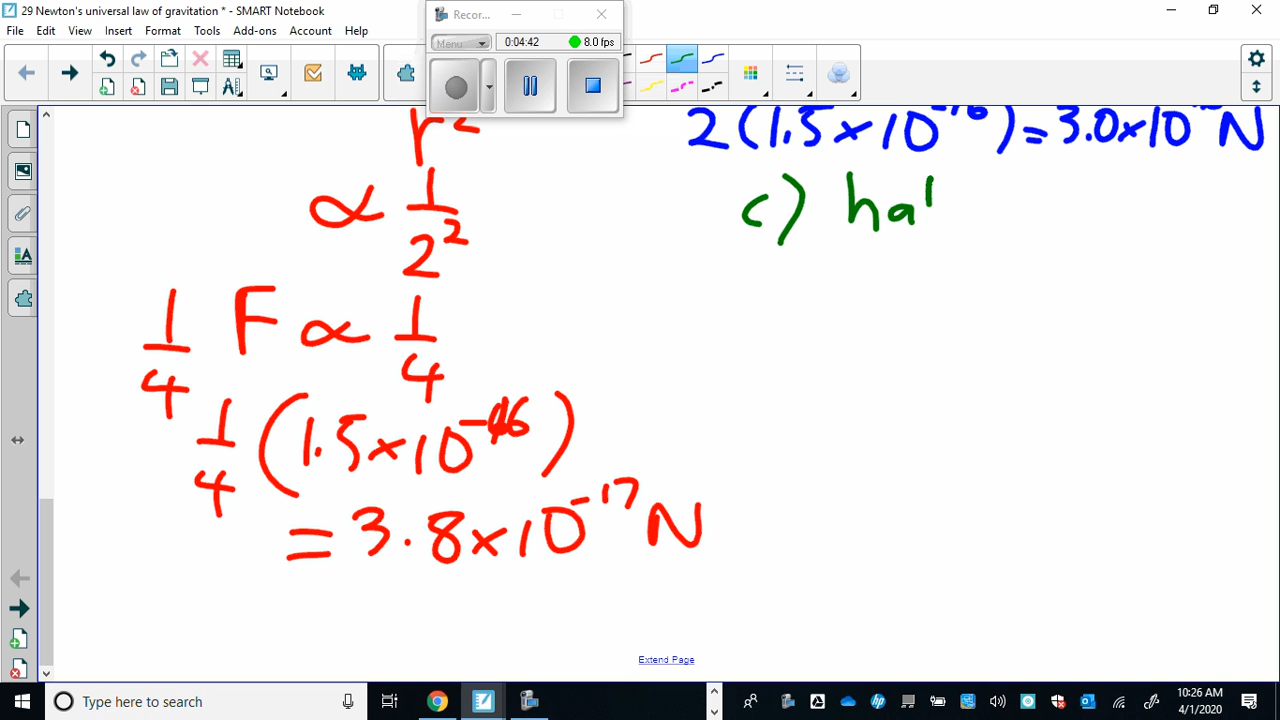 29 Newton's universal law of gravitation * - SMART Notebook
File Edit View Insert Format Tools Add-ons Account Help
Recor...
Menu 0:04:42 8.0 fps
r²
∝ 1/2²
1/4 F ∝ 1/4
1/4 (1.5×10⁻¹⁶)
= 3.8×10⁻¹⁷ N
2(1.5×10⁻¹⁶)=3.0×10 N
c) hal
Extend Page
Type here to search
10:26 AM
4/1/2020